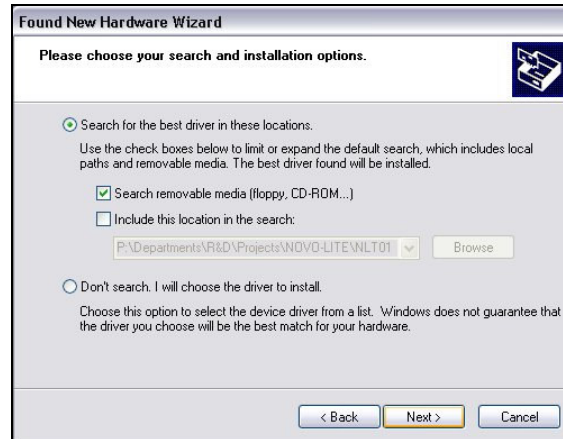 Found New Hardware Wizard
Please choose your search and installation options.
Search for the best driver in these locations.
Use the check boxes below to limit or expand the default search, which includes local
paths and removable media. The best driver found will be installed.
Search removable media (floppy, CD-ROM...)
Include this location in the search:
P:\Departments\R&D\Projects\NOVO-LITE\NLT01
Browse
Don't search. I will choose the driver to install.
Choose this option to select the device driver from a list. Windows does not guarantee that
the driver you choose will be the best match for your hardware.
< Back
Next >
Cancel